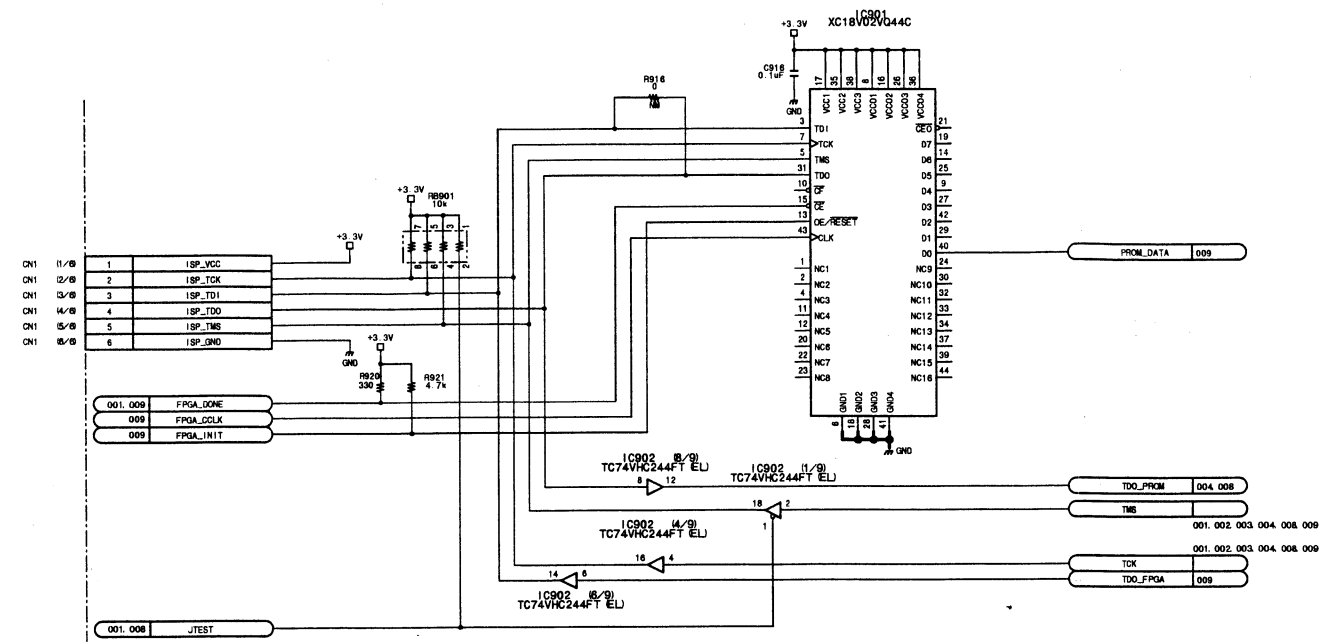 IC901
XC18V02VQ44C
+3.3V
C916
0.1uF
GND
R916
0
NM
17 35 38 8 16 26 36
VCC1 VCC2 VCC3 VCCO1 VCCO2 VCCO3 VCCO4
3 TDI
7 TCK
5 TMS
31 TDO
10 CF
15 CE
13 OE/RESET
43 CLK
1 NC1
2 NC2
4 NC3
11 NC4
12 NC5
20 NC6
22 NC7
23 NC8
CEO 21
D7 19
D6 14
D5 25
D4 9
D3 27
D2 42
D1 29
D0 40
NC9 24
NC10 30
NC11 32
NC12 33
NC13 34
NC14 37
NC15 39
NC16 44
GND1 GND2 GND3 GND4
6 18 28 41
GND
PROM_DATA 009
+3.3V
RB901
10k
7 5 3 1
8 6 4 2
+3.3V
CN1 (1/6) 1 ISP_VCC
CN1 (2/6) 2 ISP_TCK
CN1 (3/6) 3 ISP_TDI
CN1 (4/6) 4 ISP_TDO
CN1 (5/6) 5 ISP_TMS
CN1 (6/6) 6 ISP_GND
GND
+3.3V
R920
330
R921
4.7k
001. 009 FPGA_DONE
009 FPGA_CCLK
009 FPGA_INIT
IC902 (8/9)
TC74VHC244FT (EL)
8 12
IC902 (1/9)
TC74VHC244FT (EL)
18 2
1
TDO_PROM 004. 008
TMS
001. 002. 003. 004. 008. 009
IC902 (4/9)
TC74VHC244FT (EL)
16 4
001. 002. 003. 004. 008. 009
TCK
14 6
TDO_FPGA 009
IC902 (6/9)
TC74VHC244FT (EL)
001. 008 JTEST